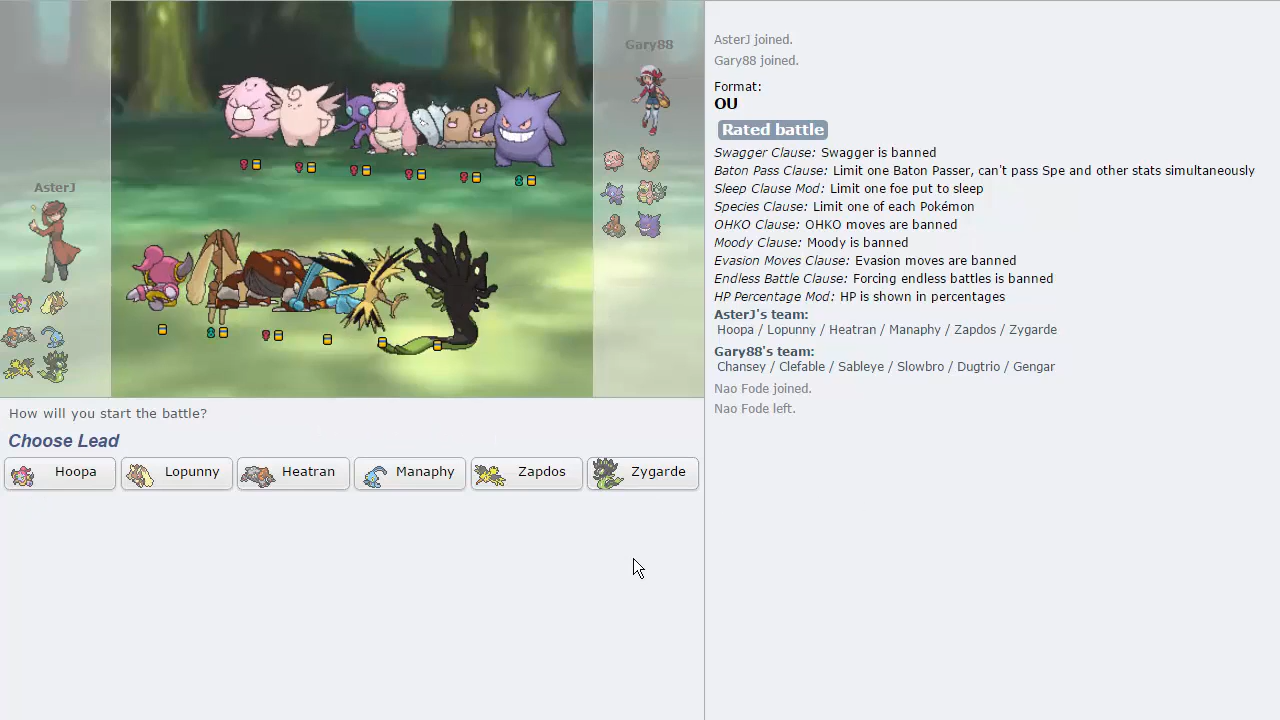 Gary88
AsterJ
How will you start the battle?
Choose Lead
Hoopa
Lopunny
Heatran
Manaphy
Zapdos
Zygarde
AsterJ joined.
Gary88 joined.
Format:
OU
Rated battle
Swagger Clause: Swagger is banned
Baton Pass Clause: Limit one Baton Passer, can't pass Spe and other stats simultaneously
Sleep Clause Mod: Limit one foe put to sleep
Species Clause: Limit one of each Pokémon
OHKO Clause: OHKO moves are banned
Moody Clause: Moody is banned
Evasion Moves Clause: Evasion moves are banned
Endless Battle Clause: Forcing endless battles is banned
HP Percentage Mod: HP is shown in percentages
AsterJ's team:
Hoopa / Lopunny / Heatran / Manaphy / Zapdos / Zygarde
Gary88's team:
Chansey / Clefable / Sableye / Slowbro / Dugtrio / Gengar
Nao Fode joined.
Nao Fode left.